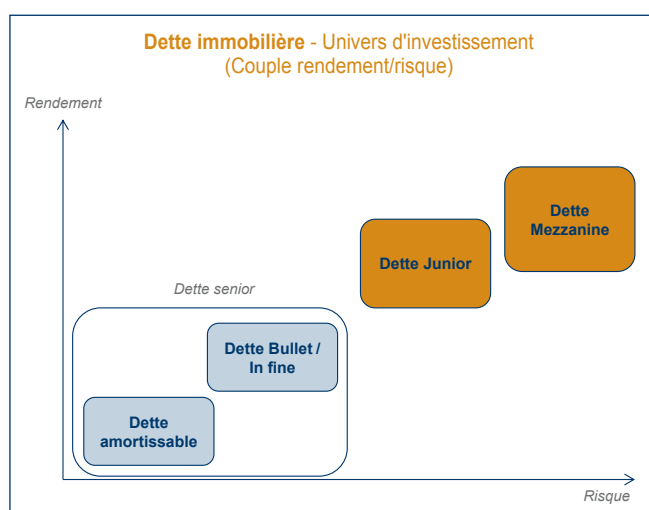 Dette immobilière - Univers d'investissement
(Couple rendement/risque)
Rendement
Dette
Mezzanine
Dette Junior
Dette senior
Dette Bullet /
In fine
Dette
amortissable
Risque